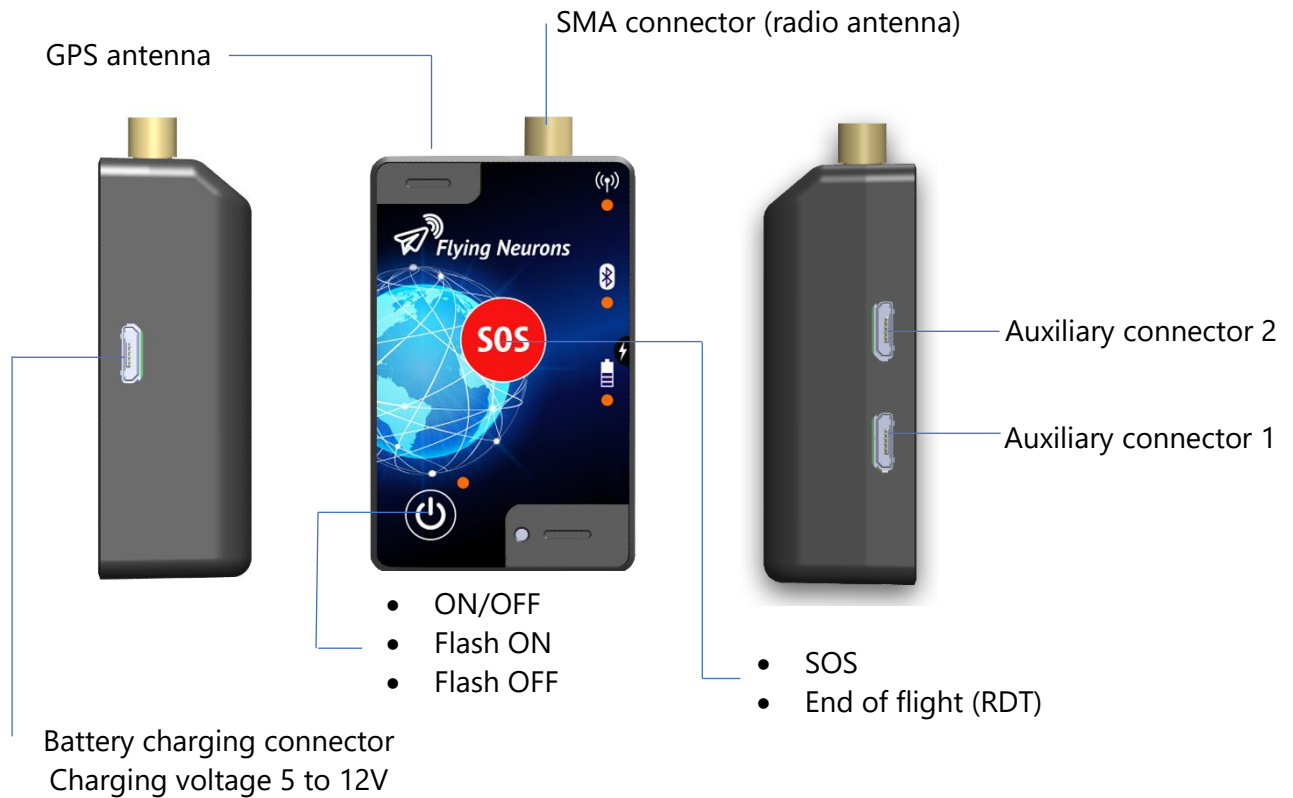 SMA connector (radio antenna)
GPS antenna
Flying Neurons
SOS
Auxiliary connector 2
Auxiliary connector 1
• ON/OFF
• Flash ON
• Flash OFF
• SOS
• End of flight (RDT)
Battery charging connector
Charging voltage 5 to 12V